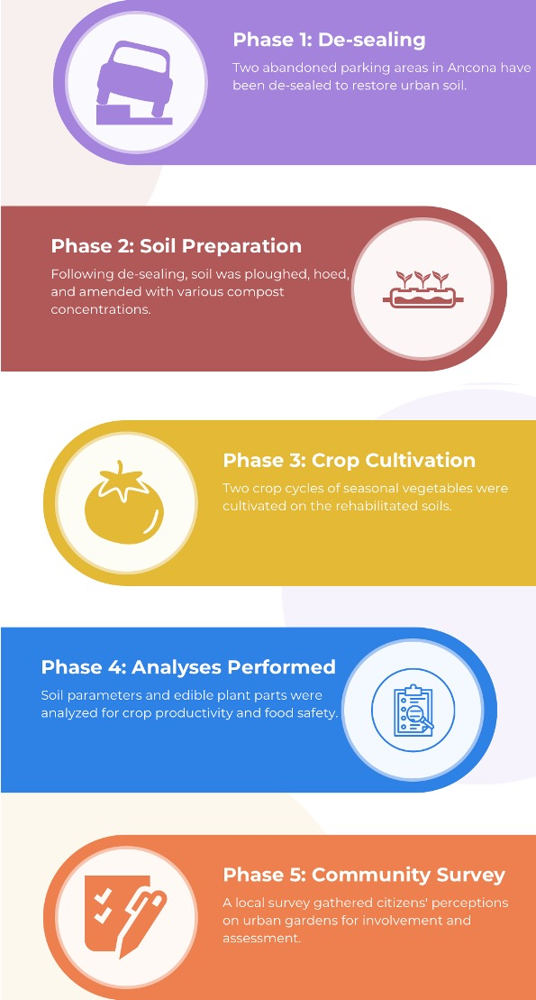 Phase 1: De-sealing
Two abandoned parking areas in Ancona have
been de-sealed to restore urban soil.
Phase 2: Soil Preparation
Following de-sealing, soil was ploughed, hoed,
and amended with various compost
concentrations.
Phase 3: Crop Cultivation
Two crop cycles of seasonal vegetables were
cultivated on the rehabilitated soils.
Phase 4: Analyses Performed
Soil parameters and edible plant parts were
analyzed for crop productivity and food safety.
Phase 5: Community Survey
A local survey gathered citizens' perceptions
on urban gardens for involvement and
assessment.